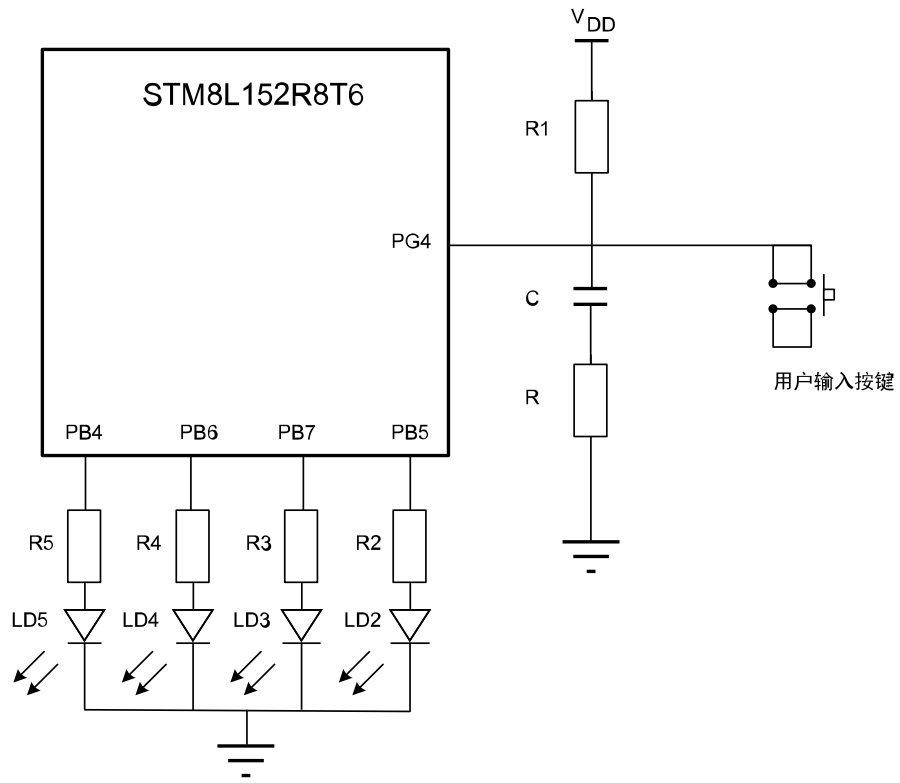 VDD
STM8L152R8T6
R1
PG4
C
用户输入按键
R
PB4 PB6 PB7 PB5
R5 R4 R3 R2
LD5 LD4 LD3 LD2